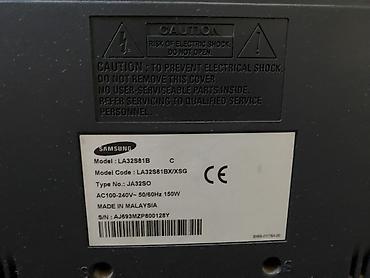 CAUTION
RISK OF ELECTRIC SHOCK
DO NOT OPEN.
CAUTION : TO PREVENT ELECTRICAL SHOCK,
DO NOT REMOVE THIS COVER.
NO USER-SERVICEABLE PARTS INSIDE.
REFER SERVICING TO QUALIFIED SERVICE
PERSONNEL.
SAMSUNG
Model : LA32S81B C
Model Code : LA32S81BX/XSG
Type No.: JA32SO
AC100-240V~ 50/60Hz 150W
MADE IN MALAYSIA
S/N : AJ693MZP800128Y
CE